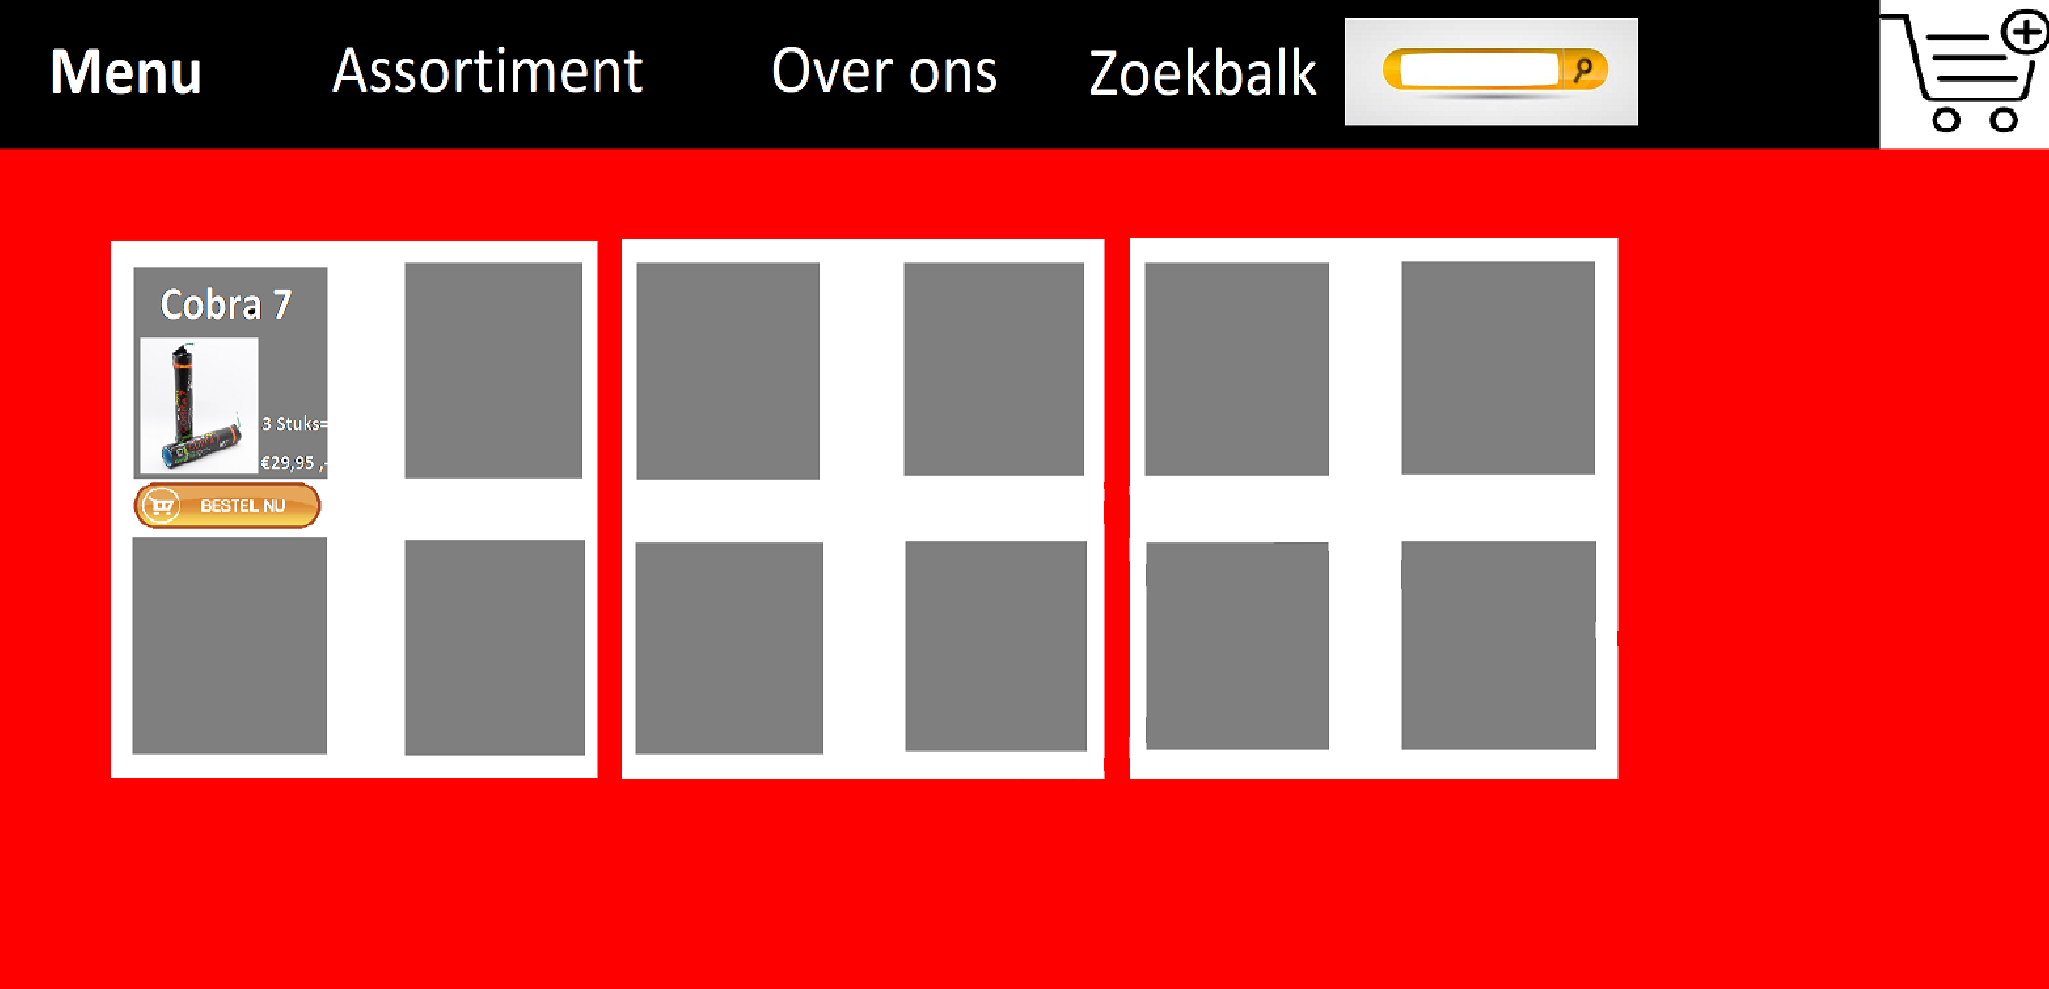 Menu
Assortiment
Over ons
Zoekbalk
Cobra 7
3 Stuks=
€29,95 ,-
BESTEL NU